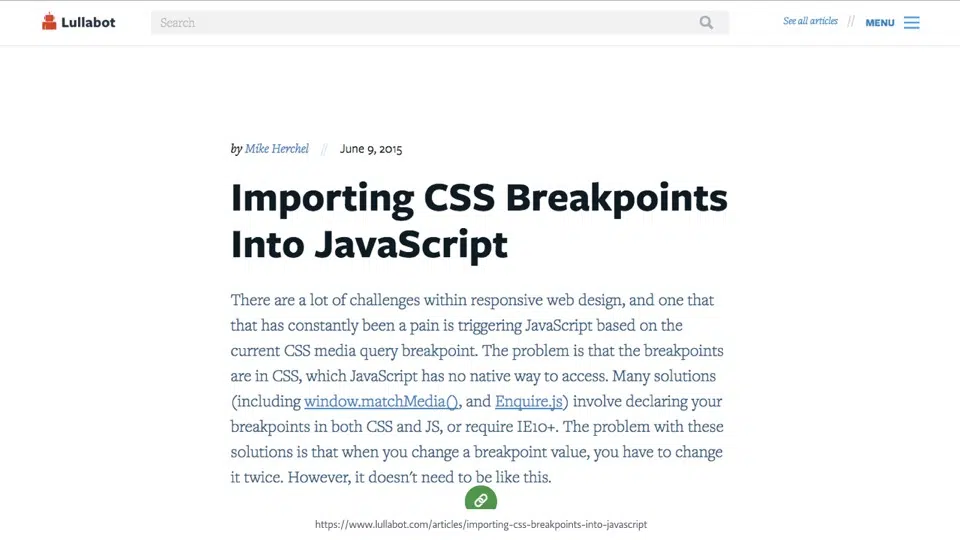 Lullabot
Search
See all articles // MENU
by Mike Herchel // June 9, 2015
Importing CSS Breakpoints
Into JavaScript
There are a lot of challenges within responsive web design, and one that
that has constantly been a pain is triggering JavaScript based on the
current CSS media query breakpoint. The problem is that the breakpoints
are in CSS, which JavaScript has no native way to access. Many solutions
(including window.matchMedia(), and Enquire.js) involve declaring your
breakpoints in both CSS and JS, or require IE10+. The problem with these
solutions is that when you change a breakpoint value, you have to change
it twice. However, it doesn't need to be like this.
https://www.lullabot.com/articles/importing-css-breakpoints-into-javascript